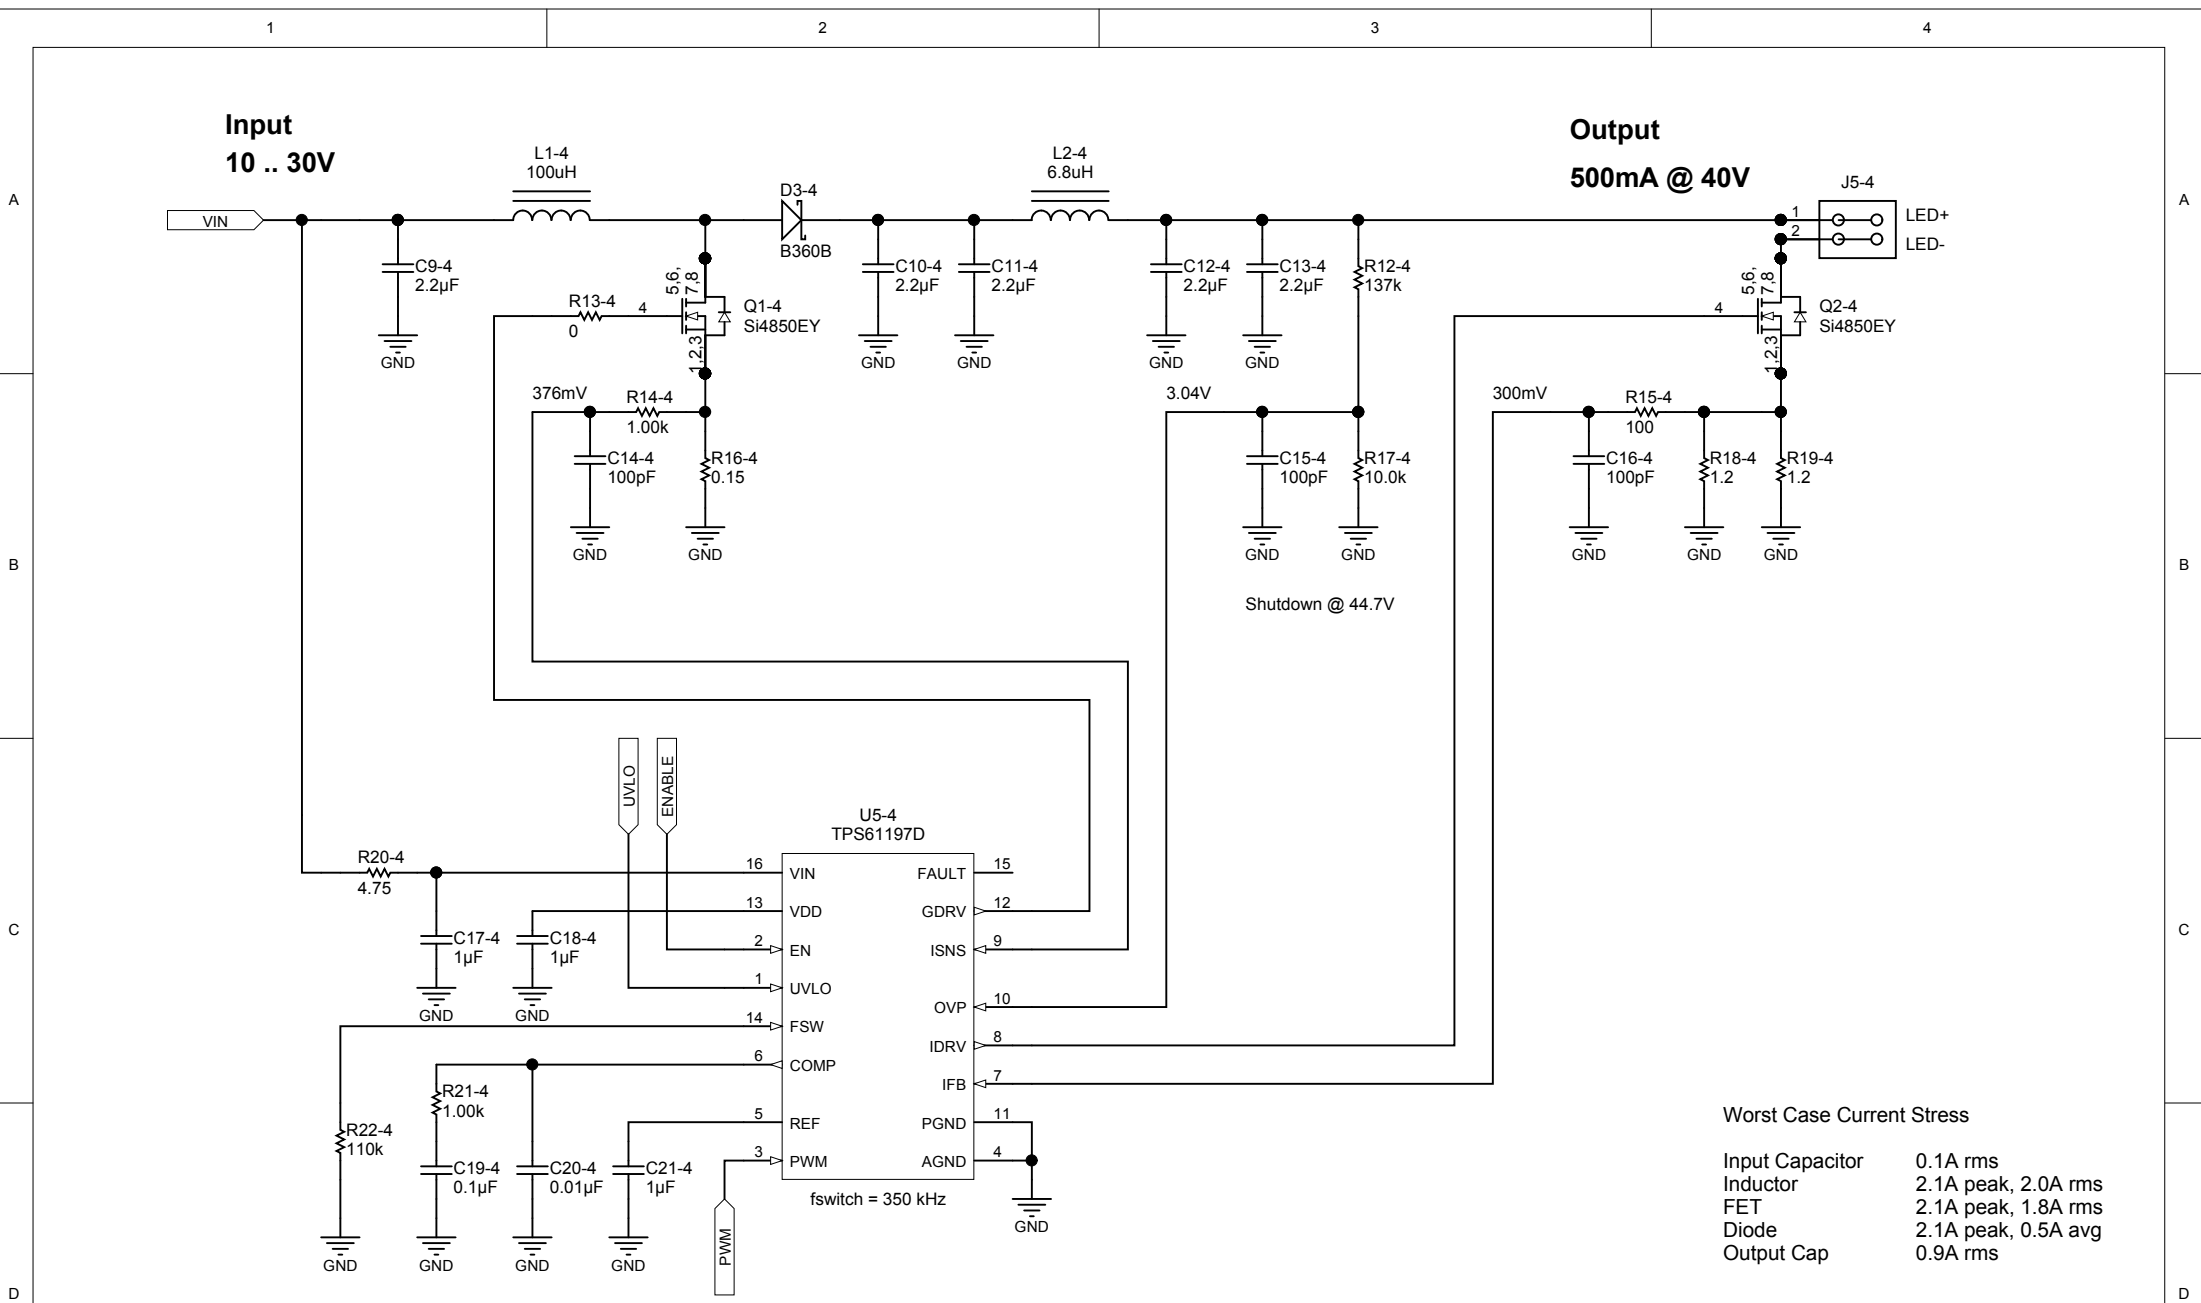 1
2
3
4
Input
10 .. 30V
Output
500mA @ 40V
A
A
L1-4
100uH
L2-4
6.8uH
J5-4
D3-4
B360B
VIN
1
2
LED+
LED-
C9-4
2.2µF
GND
R13-4
0
4
5,6,
7,8
Q1-4
Si4850EY
1,2,3
C10-4
2.2µF
GND
C11-4
2.2µF
GND
C12-4
2.2µF
GND
C13-4
2.2µF
GND
R12-4
137k
4
5,6,
7,8
Q2-4
Si4850EY
1,2,3
376mV
R14-4
1.00k
C14-4
100pF
GND
R16-4
0.15
GND
3.04V
C15-4
100pF
GND
R17-4
10.0k
GND
300mV
R15-4
100
C16-4
100pF
GND
R18-4
1.2
GND
R19-4
1.2
GND
B
B
Shutdown @ 44.7V
UVLO
ENABLE
U5-4
TPS61197D
R20-4
4.75
16
VIN
FAULT
15
13
VDD
GDRV
12
C
C
C17-4
1µF
GND
C18-4
1µF
GND
2
EN
ISNS
9
1
UVLO
OVP
10
14
FSW
IDRV
8
6
COMP
IFB
7
R21-4
1.00k
5
REF
PGND
11
R22-4
110k
GND
3
PWM
AGND
4
C19-4
0.1µF
GND
C20-4
0.01µF
GND
C21-4
1µF
GND
PWM
fswitch = 350 kHz
GND
Worst Case Current Stress
Input Capacitor 0.1A rms
Inductor 2.1A peak, 2.0A rms
FET 2.1A peak, 1.8A rms
Diode 2.1A peak, 0.5A avg
Output Cap 0.9A rms
D
D